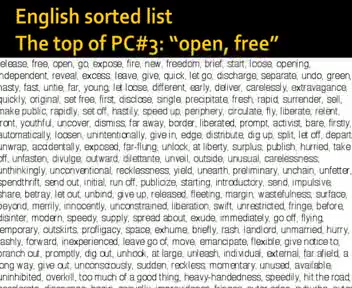 English sorted list
The top of PC#3: “open, free”
elease, free, open, go, expose, fire, new, freedom, brief, start, loose, opening,
ndependent, reveal, excess, leave, give, quick, let go, discharge, separate, undo, green,
nasty, fast, untie, far, young, let loose, different, early, deliver, carelessly, extravagance,
quickly, original, set free, first, disclose, single, precipitate, fresh, rapid, surrender, sell,
make public, rapidly, set off, hastily, speed up, periphery, circulate, fly, liberate, relent,
ront, youthful, uncover, dismiss, far away, border, liberal, prompt, activist, bare, firstly,
automatically, loosen, unintentionally, give in, edge, distribute, dig up, split, let off, depart,
unwrap, accidentally, exposed, far-flung, unlock, at liberty, surplus, publish, hurried, take
off, unfasten, divulge, outward, dilettante, unveil, outside, unusual, carelessness,
unthinkingly, unconventional, recklessness, yield, unearth, preliminary, unchain, unfetter,
spendthrift, send out, initial, run off, publicize, starting, introductory, send, impulsive,
share, betray, let out, unbind, give up, released, fleeting, margin, wastefulness, surface,
beyond, merrily, innocently, unconstrained, liberation, swift, unrestricted, fringe, before,
disinter, modern, speedy, supply, spread about, exude, immediately, go off, flying,
temporary, outskirts, profligacy, space, exhume, briefly, rash, landlord, unmarried, hurry,
ashly, forward, inexperienced, leave go of, move, emancipate, flexible, give notice to,
branch out, promptly, dig out, unhook, at large, unleash, individual, external, far afield, a
ong way, give out, unconsciously, sudden, reckless, momentary, unused, available,
uninhibited, overkill, too much of a good thing, heavy-handedness, speedily, hit the road,